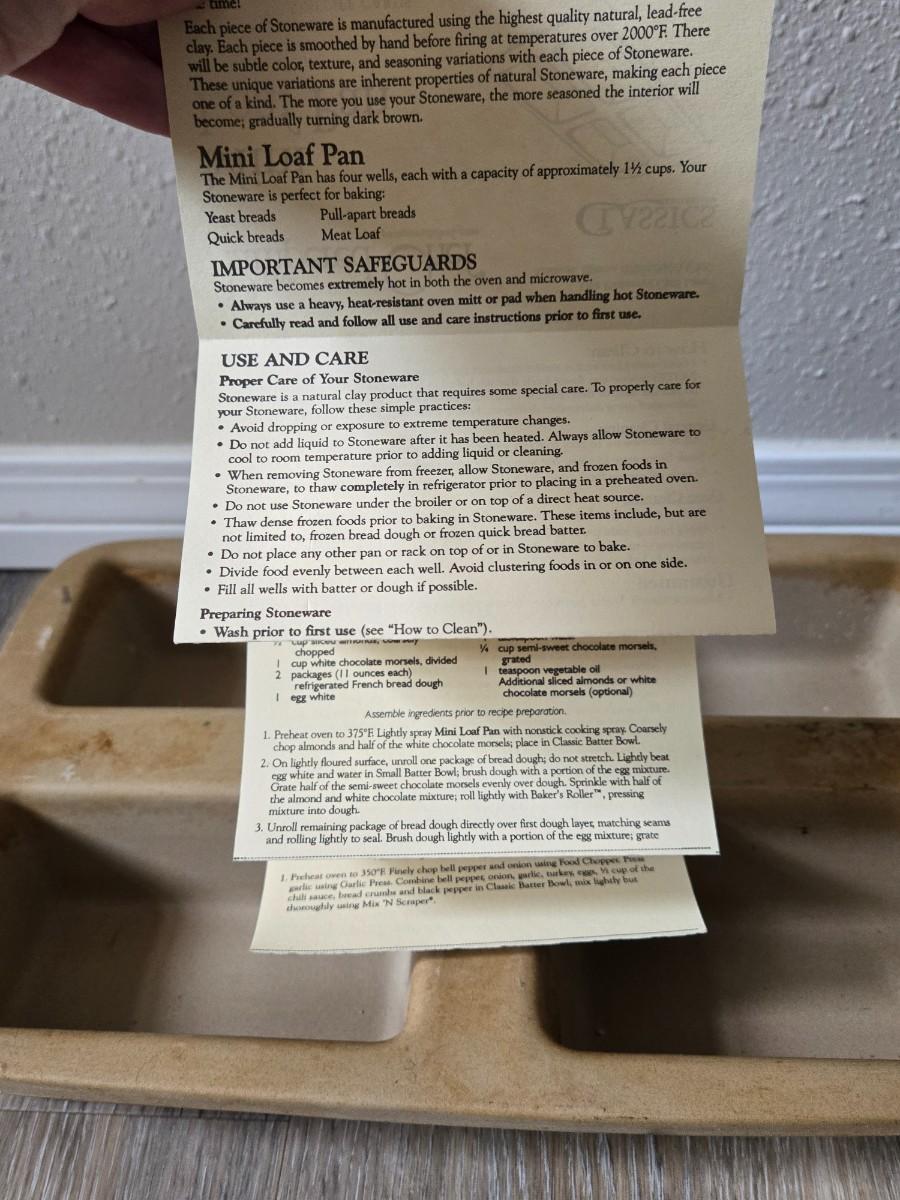 time!
Each piece of Stoneware is manufactured using the highest quality natural, lead-free
clay. Each piece is smoothed by hand before firing at temperatures over 2000°F. There
will be subtle color, texture, and seasoning variations with each piece of Stoneware.
These unique variations are inherent properties of natural Stoneware, making each piece
one of a kind. The more you use your Stoneware, the more seasoned the interior will
become; gradually turning dark brown.
Mini Loaf Pan
The Mini Loaf Pan has four wells, each with a capacity of approximately 1½ cups. Your
Stoneware is perfect for baking:
Yeast breads Pull-apart breads
Quick breads Meat Loaf
IMPORTANT SAFEGUARDS
Stoneware becomes extremely hot in both the oven and microwave.
• Always use a heavy, heat-resistant oven mitt or pad when handling hot Stoneware.
• Carefully read and follow all use and care instructions prior to first use.
USE AND CARE
Proper Care of Your Stoneware
Stoneware is a natural clay product that requires some special care. To properly care for
your Stoneware, follow these simple practices:
• Avoid dropping or exposure to extreme temperature changes.
• Do not add liquid to Stoneware after it has been heated. Always allow Stoneware to
cool to room temperature prior to adding liquid or cleaning.
• When removing Stoneware from freezer, allow Stoneware, and frozen foods in
Stoneware, to thaw completely in refrigerator prior to placing in a preheated oven.
• Do not use Stoneware under the broiler or on top of a direct heat source.
• Thaw dense frozen foods prior to baking in Stoneware. These items include, but are
not limited to, frozen bread dough or frozen quick bread batter.
• Do not place any other pan or rack on top of or in Stoneware to bake.
• Divide food evenly between each well. Avoid clustering foods in or on one side.
• Fill all wells with batter or dough if possible.
Preparing Stoneware
• Wash prior to first use (see "How to Clean").
cup sliced almonds, coarsely
chopped
1 cup white chocolate morsels, divided
2 packages (11 ounces each)
refrigerated French bread dough
1 egg white
¼ cup semi-sweet chocolate morsels,
grated
1 teaspoon vegetable oil
Additional sliced almonds or white
chocolate morsels (optional)
Assemble ingredients prior to recipe preparation.
1. Preheat oven to 375°F. Lightly spray Mini Loaf Pan with nonstick cooking spray. Coarsely
chop almonds and half of the white chocolate morsels; place in Classic Batter Bowl.
2. On lightly floured surface, unroll one package of bread dough; do not stretch. Lightly beat
egg white and water in Small Batter Bowl; brush dough with a portion of the egg mixture.
Grate half of the semi-sweet chocolate morsels evenly over dough. Sprinkle with half of
the almond and white chocolate mixture; roll lightly with Baker's Roller™, pressing
mixture into dough.
3. Unroll remaining package of bread dough directly over first dough layer, matching seams
and rolling lightly to seal. Brush dough lightly with a portion of the egg mixture; grate
1. Preheat oven to 350°F. Finely chop bell pepper and onion using Food Chopper. Press
garlic using Garlic Press. Combine bell pepper, onion, garlic, turkey, eggs, ½ cup of the
chili sauce, bread crumbs and black pepper in Classic Batter Bowl; mix lightly but
thoroughly using Mix 'N Scraper®.